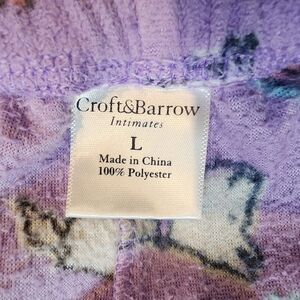 Croft&Barrow
Intimates
L
Made in China
100% Polyester